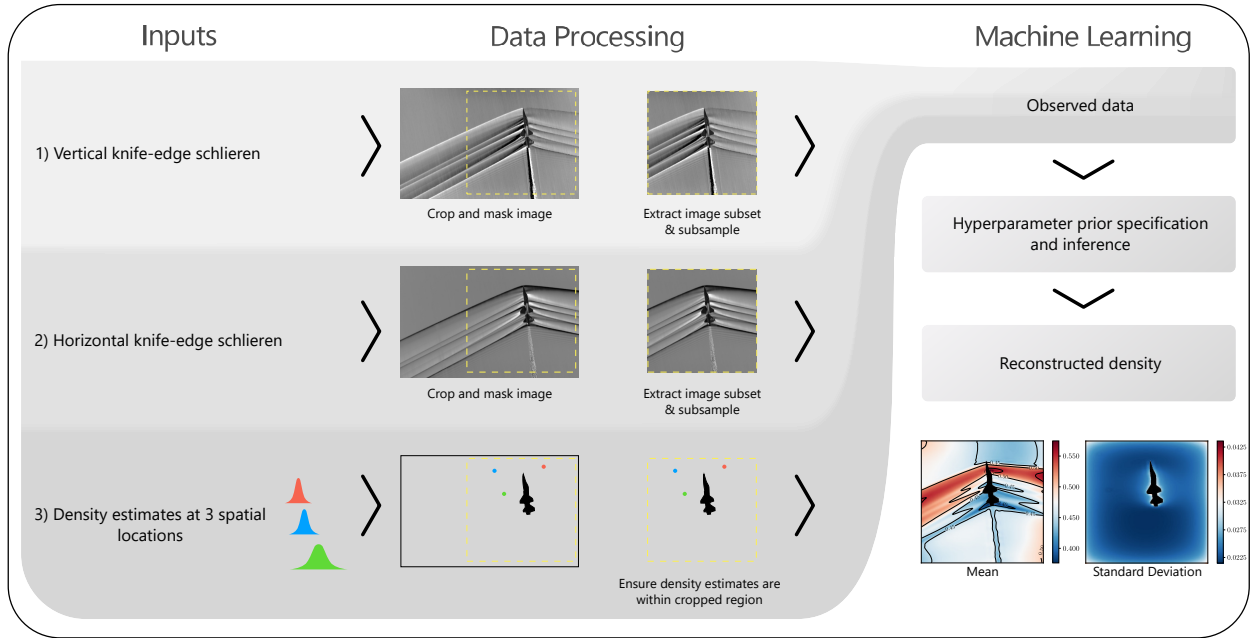 Inputs
Data Processing
Machine Learning
1) Vertical knife-edge schlieren
Crop and mask image
Extract image subset
& subsample
2) Horizontal knife-edge schlieren
Crop and mask image
Extract image subset
& subsample
3) Density estimates at 3 spatial
locations
Ensure density estimates are
within cropped region
Observed data
Hyperparameter prior specification
and inference
Reconstructed density
0.550
0.500
0.450
0.400
Mean
0.0425
0.0375
0.0325
0.0275
0.0225
Standard Deviation